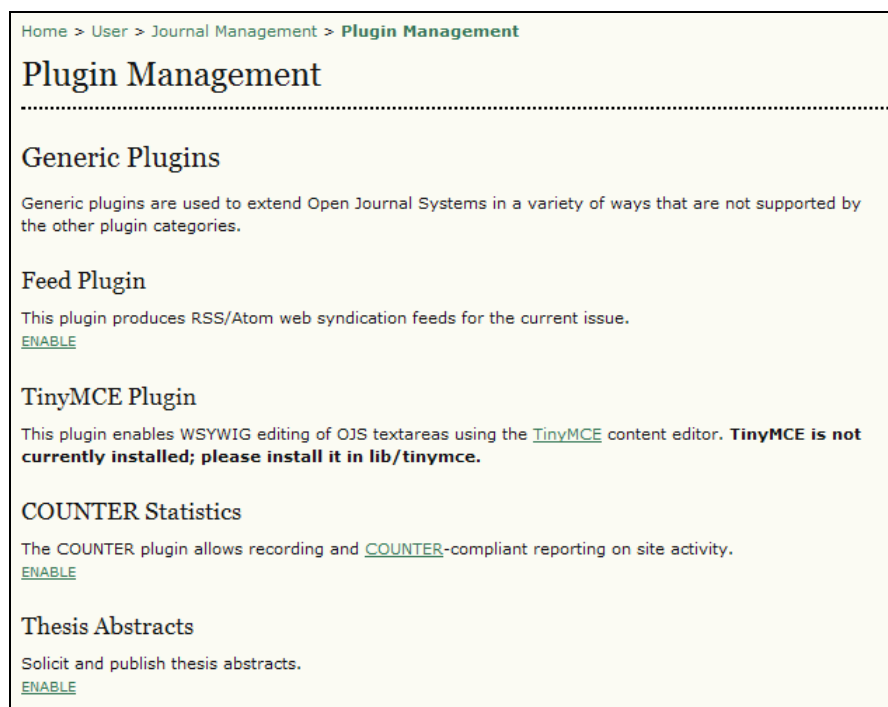 Home > User > Journal Management > Plugin Management
Plugin Management
Generic Plugins
Generic plugins are used to extend Open Journal Systems in a variety of ways that are not supported by
the other plugin categories.
Feed Plugin
This plugin produces RSS/Atom web syndication feeds for the current issue.
ENABLE
TinyMCE Plugin
This plugin enables WSYWIG editing of OJS textareas using the TinyMCE content editor. TinyMCE is not
currently installed; please install it in lib/tinymce.
COUNTER Statistics
The COUNTER plugin allows recording and COUNTER-compliant reporting on site activity.
ENABLE
Thesis Abstracts
Solicit and publish thesis abstracts.
ENABLE